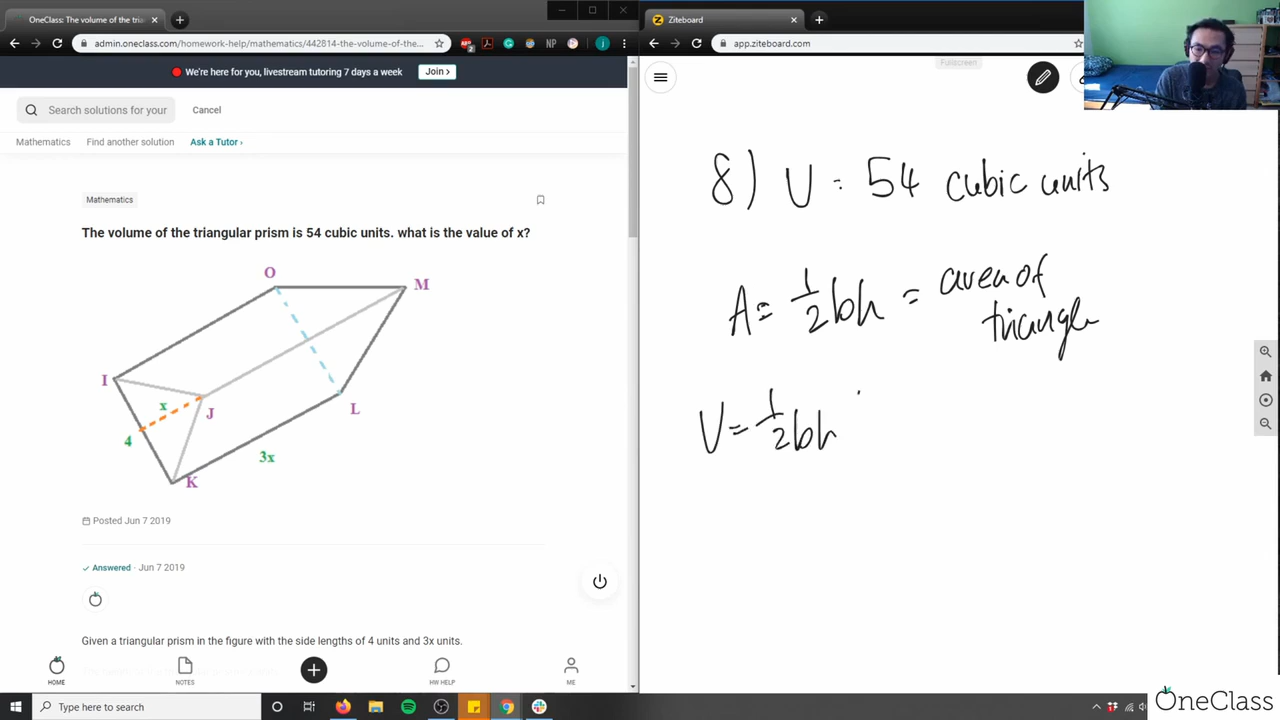 OneClass: The volume of the tria
Ziteboard
admin.oneclass.com/homework-help/mathematics/442814-the-volume-of-the...
NP
j
app.ziteboard.com
Fullscreen
We're here for you, livestream tutoring 7 days a week
Join ›
Search solutions for your
Cancel
Mathematics
Find another solution
Ask a Tutor ›
Mathematics
The volume of the triangular prism is 54 cubic units. what is the value of x?
O
M
I
x
J
4
L
3x
K
Posted Jun 7 2019
Answered · Jun 7 2019
Given a triangular prism in the figure with the side lengths of 4 units and 3x units.
HOME
NOTES
HW HELP
ME
8) V = 54 cubic units
A = 1/2 bh = area of
triangle
V = 1/2 bh
Type here to search
OneClass